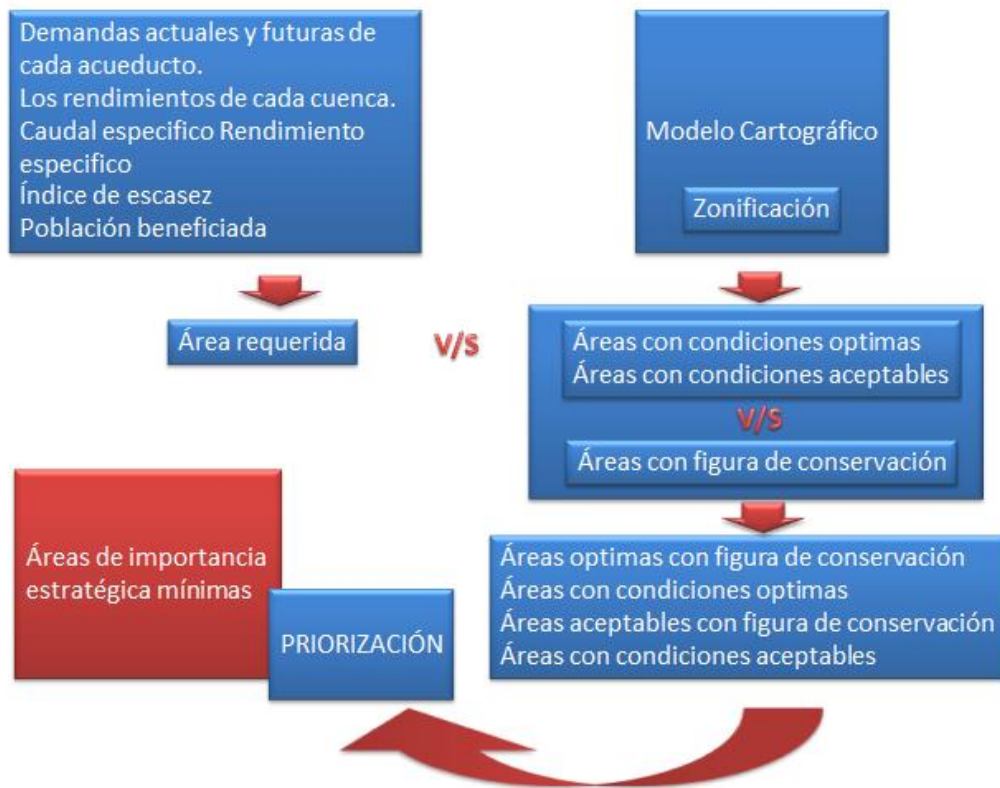 Demandas actuales y futuras de
cada acueducto.
Los rendimientos de cada cuenca.
Caudal especifico Rendimiento
especifico
Índice de escasez
Población beneficiada
Modelo Cartográfico
Zonificación
Área requerida
V/S
Áreas con condiciones optimas
Áreas con condiciones aceptables
V/S
Áreas con figura de conservación
Áreas de importancia
estratégica mínimas
PRIORIZACIÓN
Áreas optimas con figura de conservación
Áreas con condiciones optimas
Áreas aceptables con figura de conservación
Áreas con condiciones aceptables